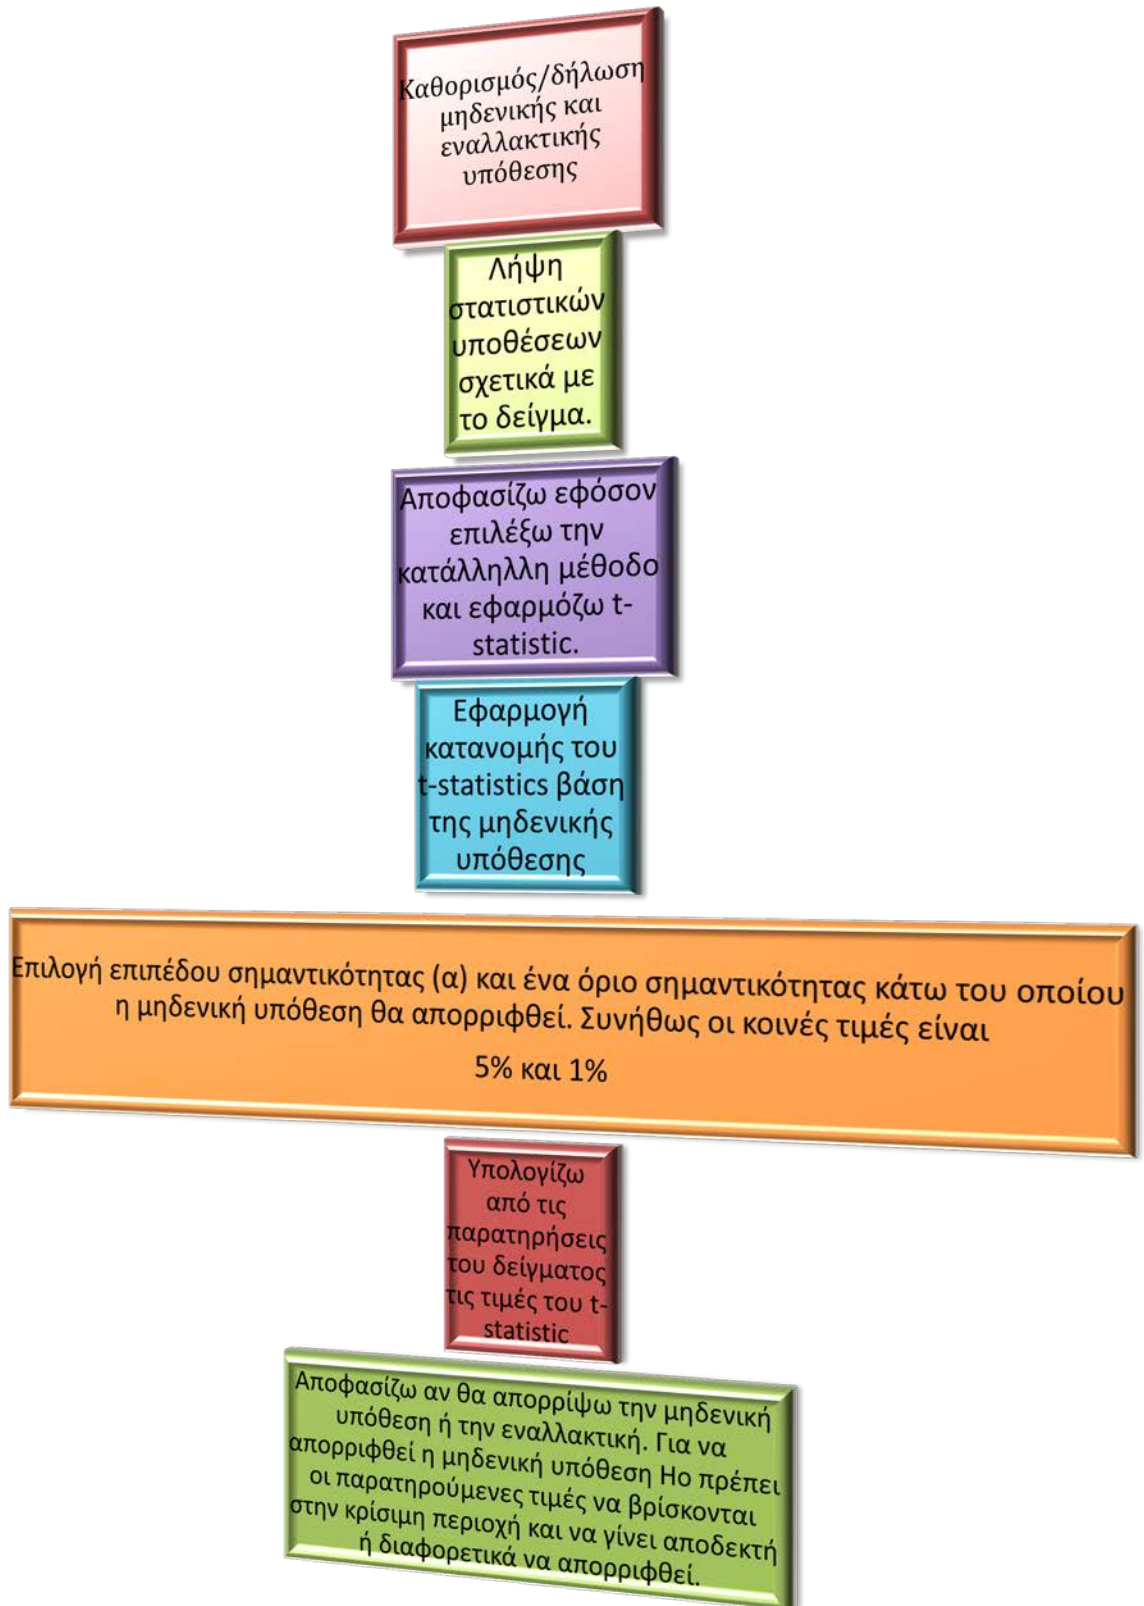 Καθορισμός/δήλωση
μηδενικής και
εναλλακτικής
υπόθεσης
Λήψη
στατιστικών
υποθέσεων
σχετικά με
το δείγμα.
Αποφασίζω εφόσον
επιλέξω την
κατάλληλλη μέθοδο
και εφαρμόζω t-
statistic.
Εφαρμογή
κατανομής του
t-statistics βάση
της μηδενικής
υπόθεσης
Επιλογή επιπέδου σημαντικότητας (α) και ένα όριο σημαντικότητας κάτω του οποίου
η μηδενική υπόθεση θα απορριφθεί. Συνήθως οι κοινές τιμές είναι
5% και 1%
Υπολογίζω
από τις
παρατηρήσεις
του δείγματος
τις τιμές του t-
statistic
Αποφασίζω αν θα απορρίψω την μηδενική
υπόθεση ή την εναλλακτική. Για να
απορριφθεί η μηδενική υπόθεση Ηο πρέπει
οι παρατηρούμενες τιμές να βρίσκονται
στην κρίσιμη περιοχή και να γίνει αποδεκτή
ή διαφορετικά να απορριφθεί.